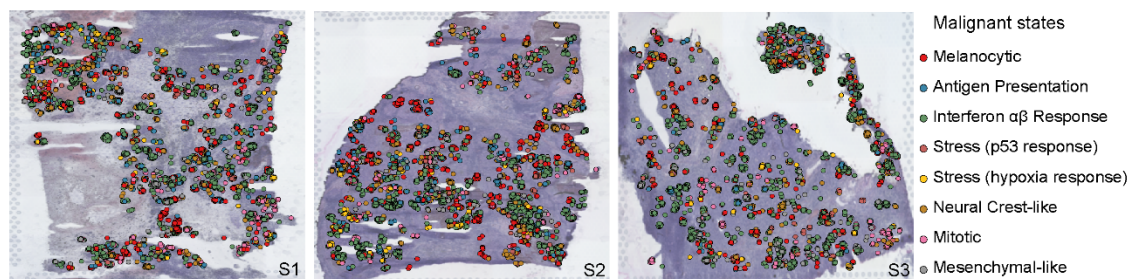 Malignant states
Melanocytic
Antigen Presentation
Interferon αβ Response
Stress (p53 response)
Stress (hypoxia response)
Neural Crest-like
Mitotic
Mesenchymal-like
S1
S2
S3